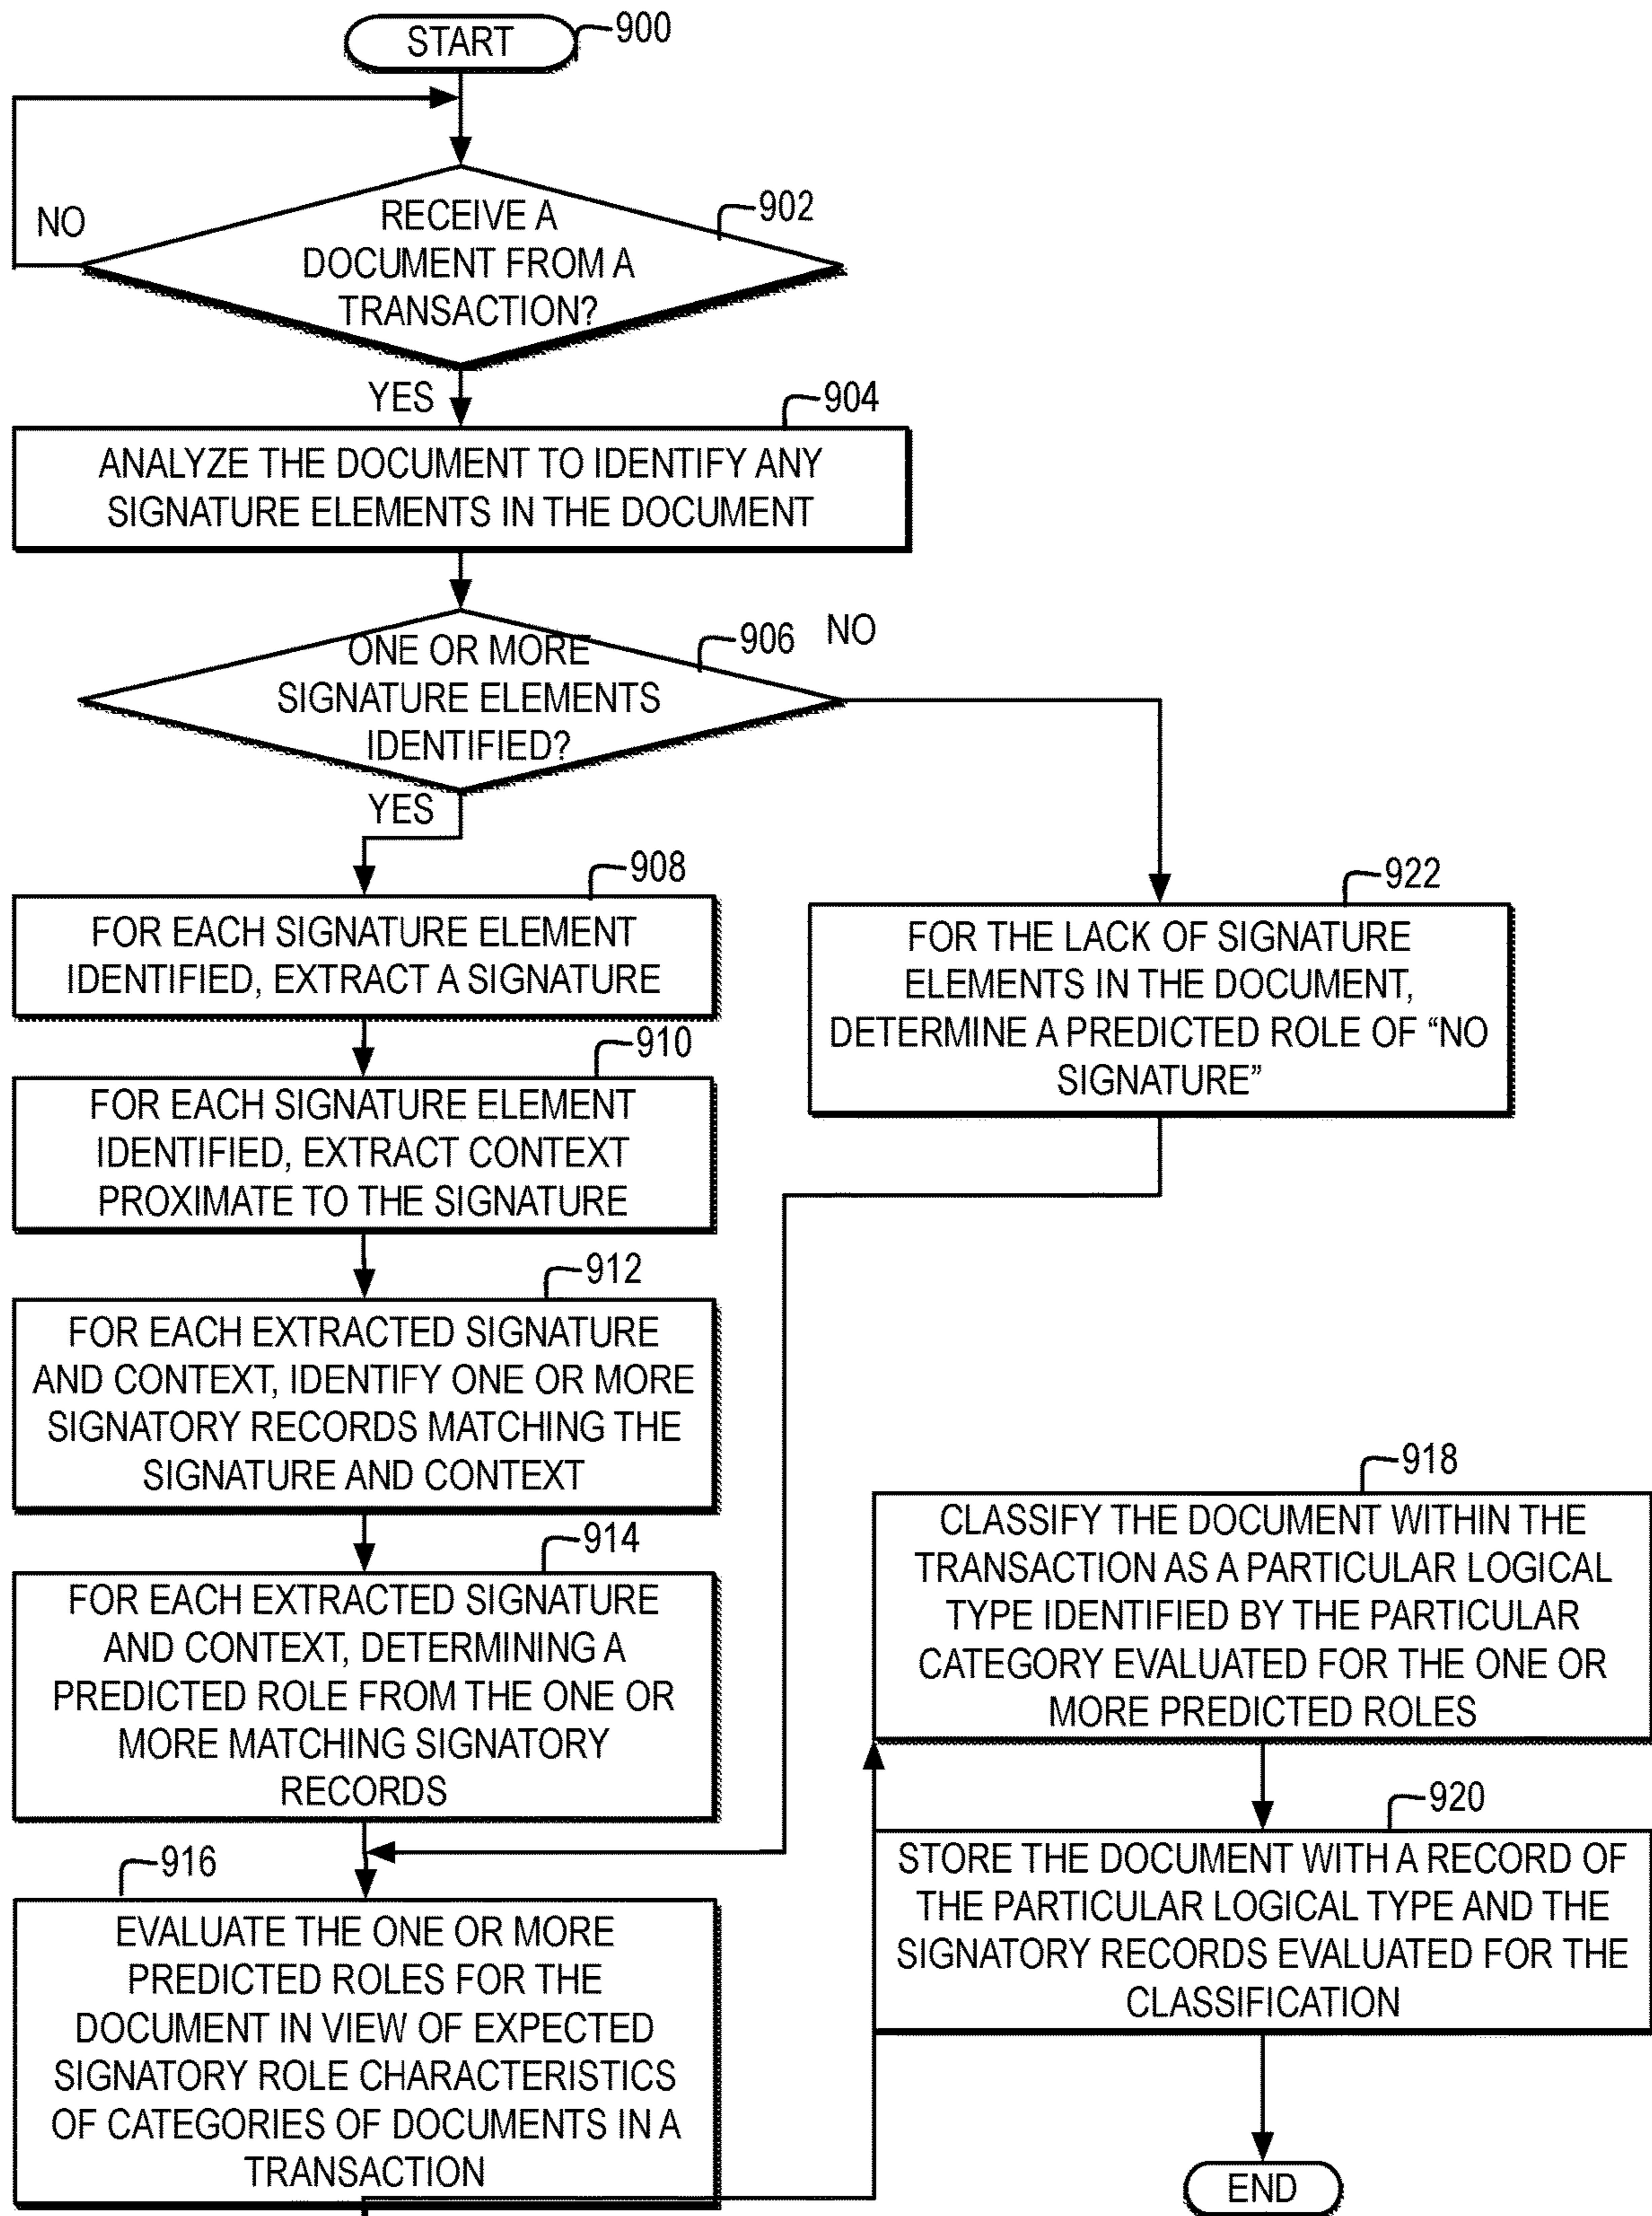 START
900
NO
RECEIVE A
DOCUMENT FROM A
TRANSACTION?
902
YES
904
ANALYZE THE DOCUMENT TO IDENTIFY ANY
SIGNATURE ELEMENTS IN THE DOCUMENT
ONE OR MORE
SIGNATURE ELEMENTS
IDENTIFIED?
906
NO
YES
908
FOR EACH SIGNATURE ELEMENT
IDENTIFIED, EXTRACT A SIGNATURE
910
FOR EACH SIGNATURE ELEMENT
IDENTIFIED, EXTRACT CONTEXT
PROXIMATE TO THE SIGNATURE
912
FOR EACH EXTRACTED SIGNATURE
AND CONTEXT, IDENTIFY ONE OR MORE
SIGNATORY RECORDS MATCHING THE
SIGNATURE AND CONTEXT
914
FOR EACH EXTRACTED SIGNATURE
AND CONTEXT, DETERMINING A
PREDICTED ROLE FROM THE ONE OR
MORE MATCHING SIGNATORY
RECORDS
922
FOR THE LACK OF SIGNATURE
ELEMENTS IN THE DOCUMENT,
DETERMINE A PREDICTED ROLE OF “NO
SIGNATURE”
916
EVALUATE THE ONE OR MORE
PREDICTED ROLES FOR THE
DOCUMENT IN VIEW OF EXPECTED
SIGNATORY ROLE CHARACTERISTICS
OF CATEGORIES OF DOCUMENTS IN A
TRANSACTION
918
CLASSIFY THE DOCUMENT WITHIN THE
TRANSACTION AS A PARTICULAR LOGICAL
TYPE IDENTIFIED BY THE PARTICULAR
CATEGORY EVALUATED FOR THE ONE OR
MORE PREDICTED ROLES
920
STORE THE DOCUMENT WITH A RECORD OF
THE PARTICULAR LOGICAL TYPE AND THE
SIGNATORY RECORDS EVALUATED FOR THE
CLASSIFICATION
END